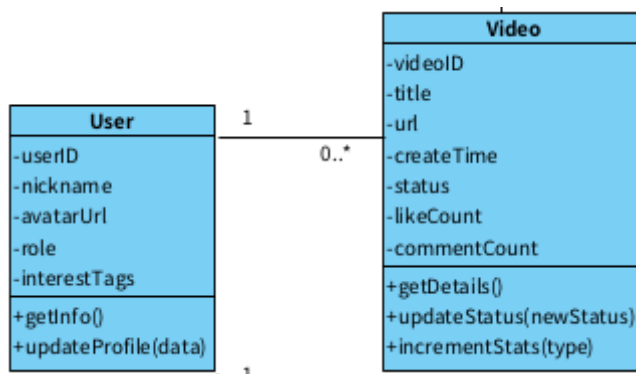 User
-userID
-nickname
-avatarUrl
-role
-interestTags
+getInfo()
+updateProfile(data)
1
0..*
Video
-videoID
-title
-url
-createTime
-status
-likeCount
-commentCount
+getDetails()
+updateStatus(newStatus)
+incrementStats(type)
1